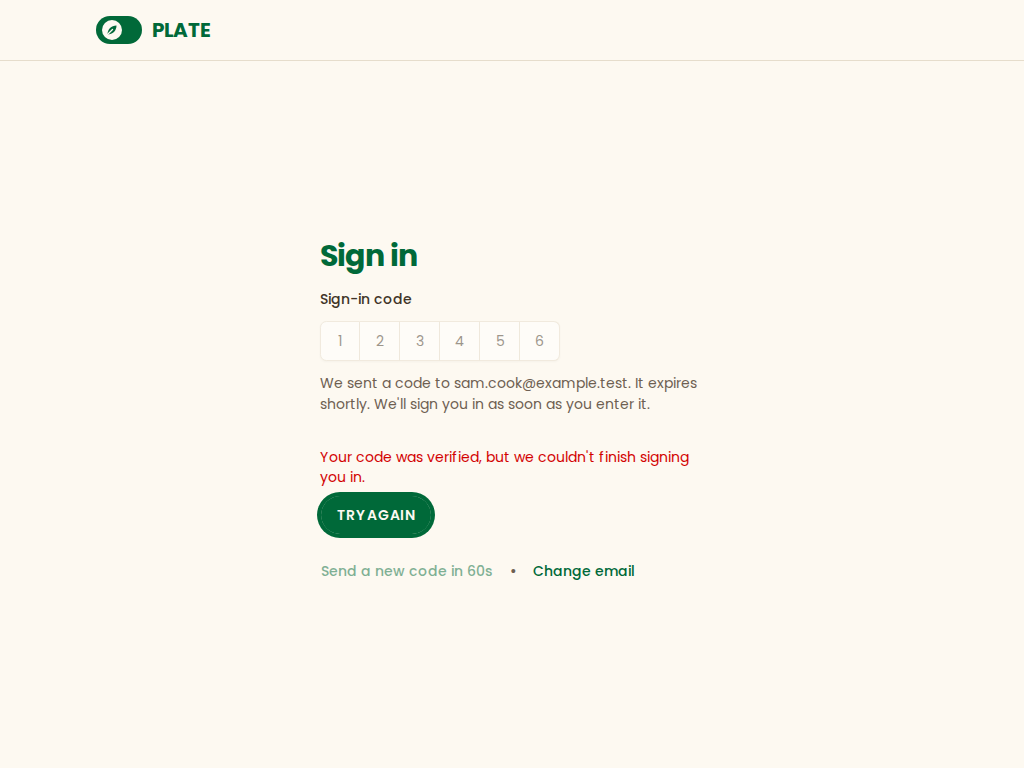 PLATE
Sign in
Sign-in code
1 2 3 4 5 6
We sent a code to sam.cook@example.test. It expires
shortly. We'll sign you in as soon as you enter it.
Your code was verified, but we couldn't finish signing
you in.
TRY AGAIN
Send a new code in 60s • Change email